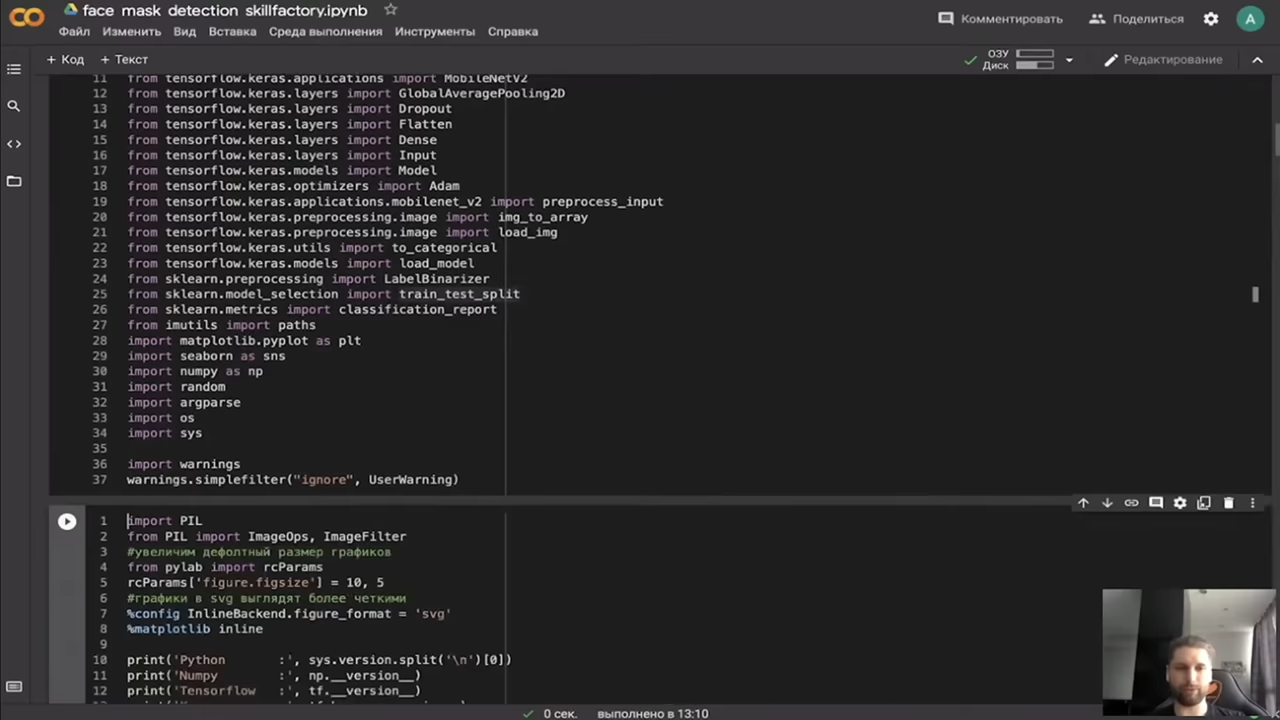 face mask detection skillfactory.ipynb
Комментировать
Поделиться
A
Файл Изменить Вид Вставка Среда выполнения Инструменты Справка
+ Код + Текст
ОЗУ
Диск
Редактирование
11 from tensorflow.keras.applications import MobileNetV2
12 from tensorflow.keras.layers import GlobalAveragePooling2D
13 from tensorflow.keras.layers import Dropout
14 from tensorflow.keras.layers import Flatten
15 from tensorflow.keras.layers import Dense
16 from tensorflow.keras.layers import Input
17 from tensorflow.keras.models import Model
18 from tensorflow.keras.optimizers import Adam
19 from tensorflow.keras.applications.mobilenet_v2 import preprocess_input
20 from tensorflow.keras.preprocessing.image import img_to_array
21 from tensorflow.keras.preprocessing.image import load_img
22 from tensorflow.keras.utils import to_categorical
23 from tensorflow.keras.models import load_model
24 from sklearn.preprocessing import LabelBinarizer
25 from sklearn.model_selection import train_test_split
26 from sklearn.metrics import classification_report
27 from imutils import paths
28 import matplotlib.pyplot as plt
29 import seaborn as sns
30 import numpy as np
31 import random
32 import argparse
33 import os
34 import sys
35
36 import warnings
37 warnings.simplefilter("ignore", UserWarning)
1 import PIL
2 from PIL import ImageOps, ImageFilter
3 #увеличим дефолтный размер графиков
4 from pylab import rcParams
5 rcParams['figure.figsize'] = 10, 5
6 #графики в svg выглядят более четкими
7 %config InlineBackend.figure_format = 'svg'
8 %matplotlib inline
9
10 print('Python :', sys.version.split('\n')[0])
11 print('Numpy :', np.__version__)
12 print('Tensorflow :', tf.__version__)
0 сек. выполнено в 13:10